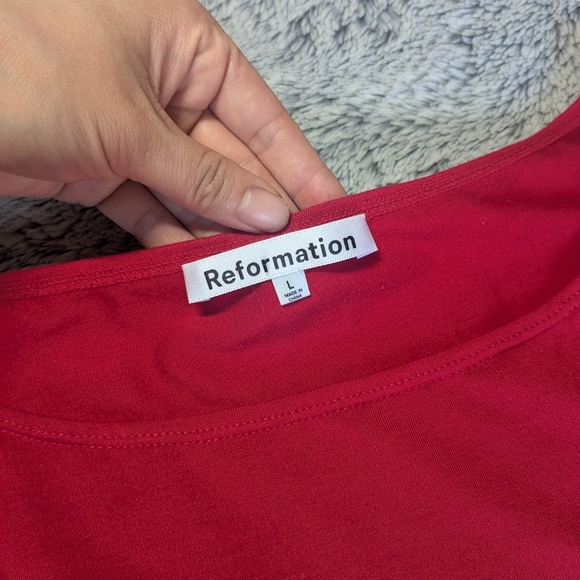 Reformation
L
MADE IN
CHINA